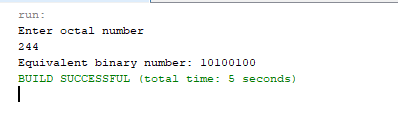 run:
Enter octal number
244
Equivalent binary number: 10100100
BUILD SUCCESSFUL (total time: 5 seconds)